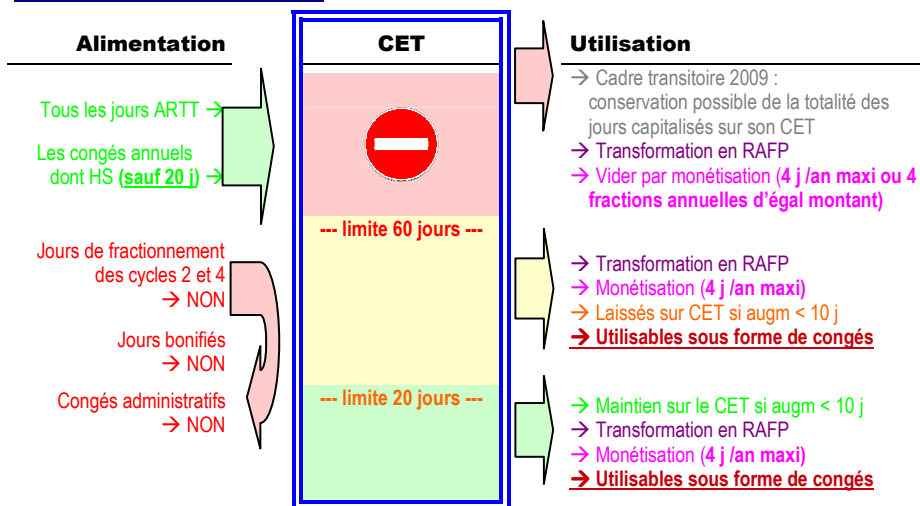 Alimentation
Tous les jours ARTT →
Les congés annuels
dont HS (sauf 20 j) →
Jours de fractionnement
des cycles 2 et 4
→ NON
Jours bonifiés
→ NON
Congés administratifs
→ NON
CET
--- limite 60 jours ---
--- limite 20 jours ---
Utilisation
→ Cadre transitoire 2009 :
conservation possible de la totalité des
jours capitalisés sur son CET
→ Transformation en RAFP
→ Vider par monétisation (4 j /an maxi ou 4
fractions annuelles d'égal montant)
→ Transformation en RAFP
→ Monétisation (4 j /an maxi)
→ Laissés sur CET si augm < 10 j
→ Utilisables sous forme de congés
→ Maintien sur le CET si augm < 10 j
→ Transformation en RAFP
→ Monétisation (4 j /an maxi)
→ Utilisables sous forme de congés